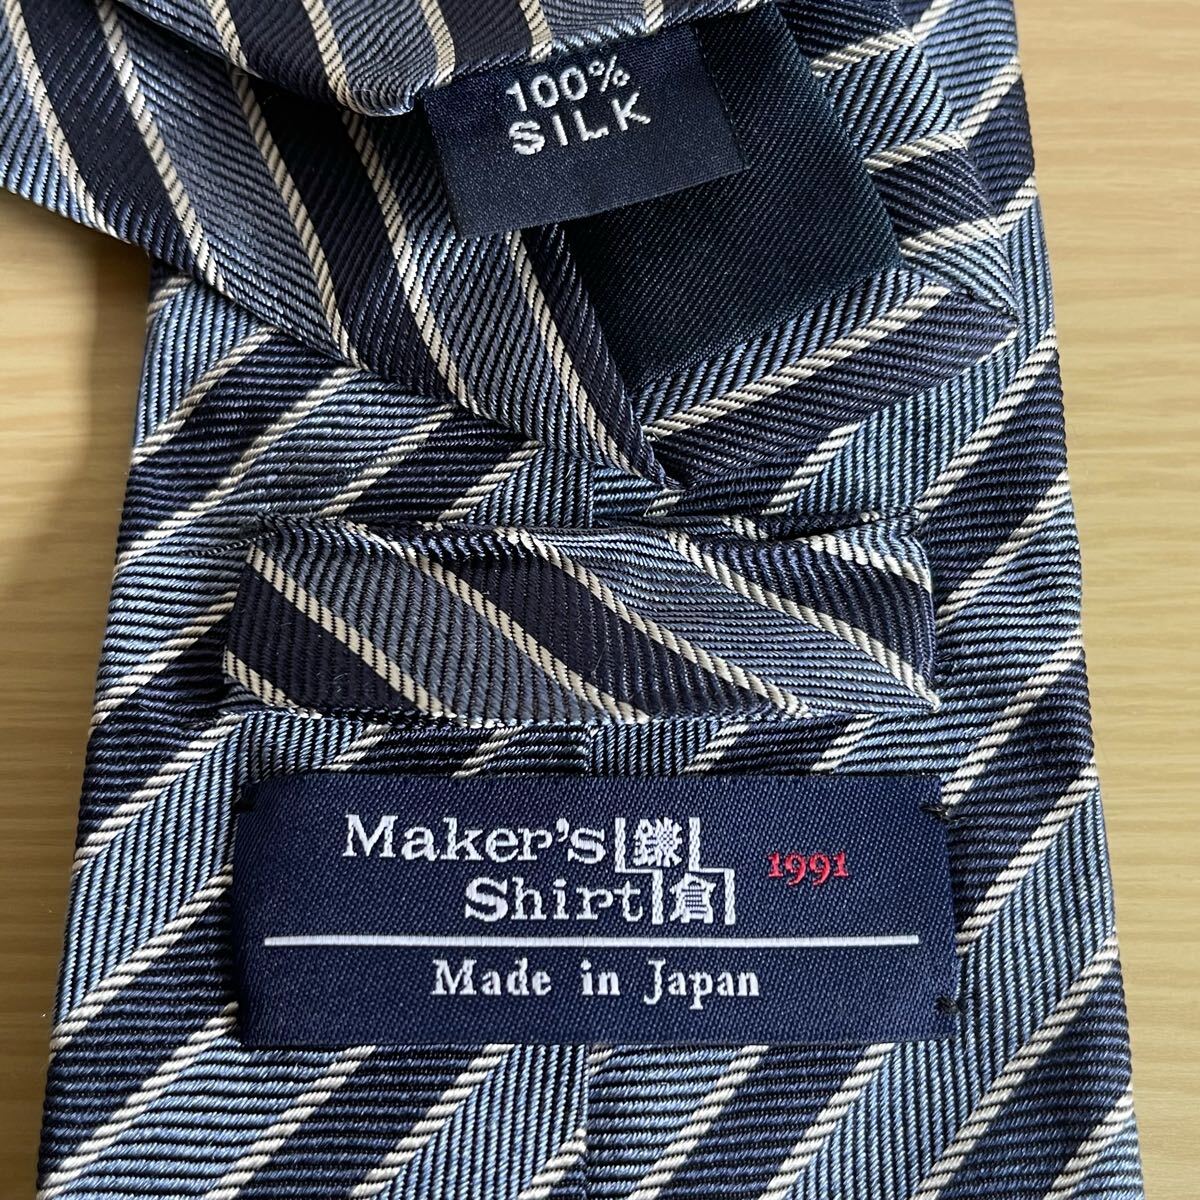 100%
SILK
Maker's 鎌 1991
Shirt 倉
Made in Japan